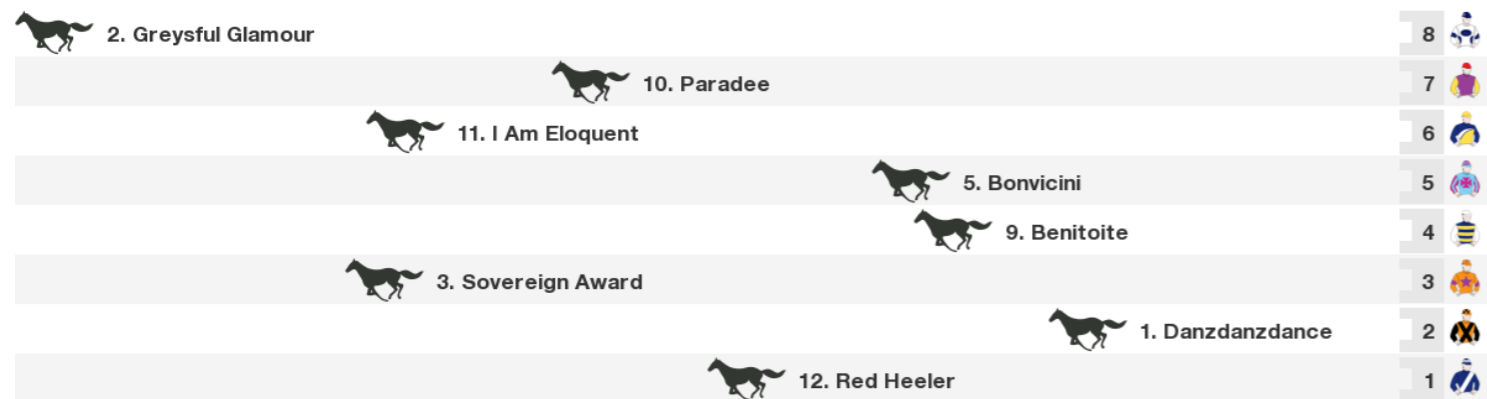 2. Greysful Glamour 8
10. Paradee 7
11. I Am Eloquent 6
5. Bonvicini 5
9. Benitoite 4
3. Sovereign Award 3
1. Danzdanzdance 2
12. Red Heeler 1